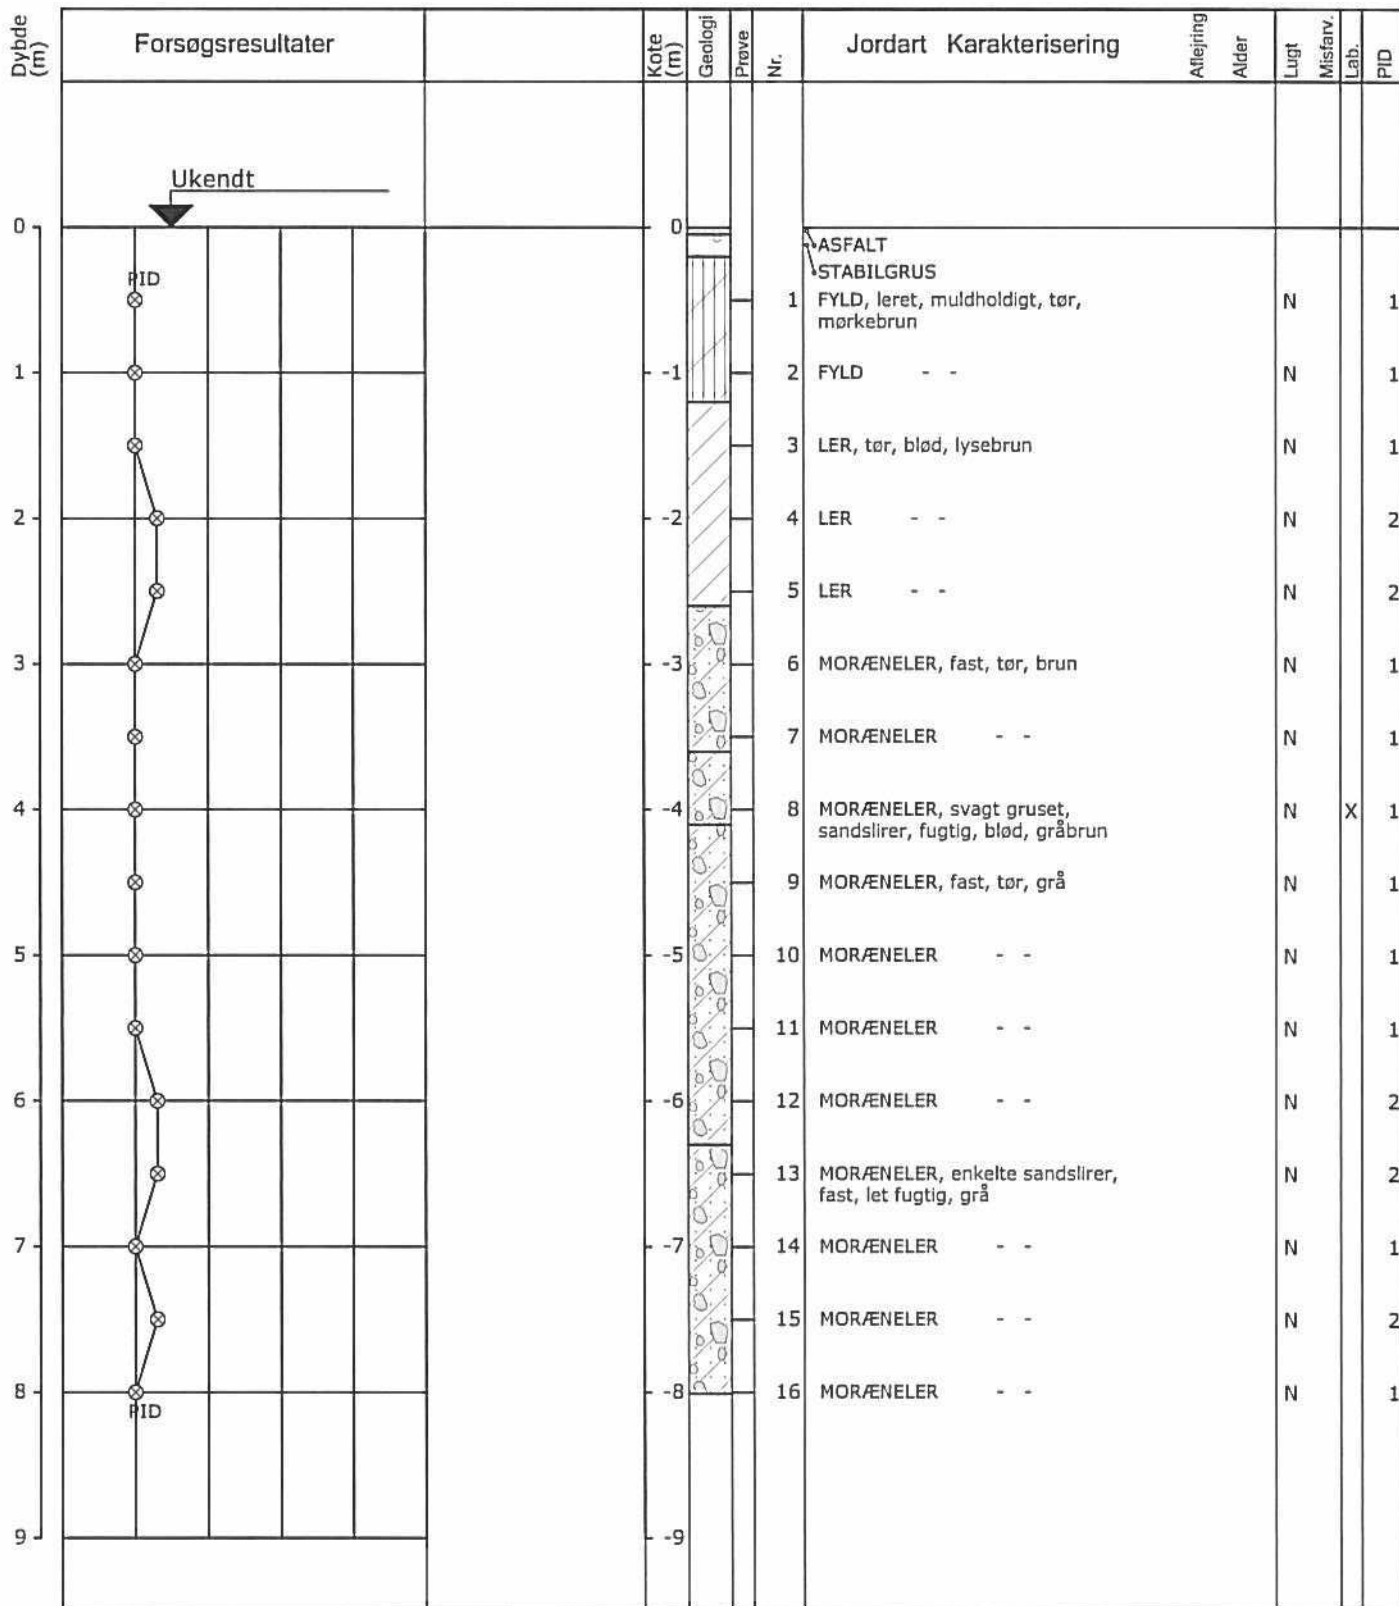 Dybde (m) Forsøgsresultater Kote (m) Geologi Prøve Nr. Jordart Karakterisering Aflejring Alder Lugt Misfarv. Lab. PID
Ukendt
0 0
ASFALT
PID STABILGRUS
1 FYLD, leret, muldholdigt, tør, N 1
mørkebrun
1 -1 2 FYLD - - N 1
3 LER, tør, blød, lysebrun N 1
2 -2 4 LER - - N 2
5 LER - - N 2
3 -3 6 MORÆNELER, fast, tør, brun N 1
7 MORÆNELER - - N 1
4 -4 8 MORÆNELER, svagt gruset, N X 1
sandslirer, fugtig, blød, gråbrun
9 MORÆNELER, fast, tør, grå N 1
5 -5 10 MORÆNELER - - N 1
11 MORÆNELER - - N 1
6 -6 12 MORÆNELER - - N 2
13 MORÆNELER, enkelte sandslirer, N 2
fast, let fugtig, grå
7 -7 14 MORÆNELER - - N 1
15 MORÆNELER - - N 2
8 -8 16 MORÆNELER - - N 1
PID
9 -9